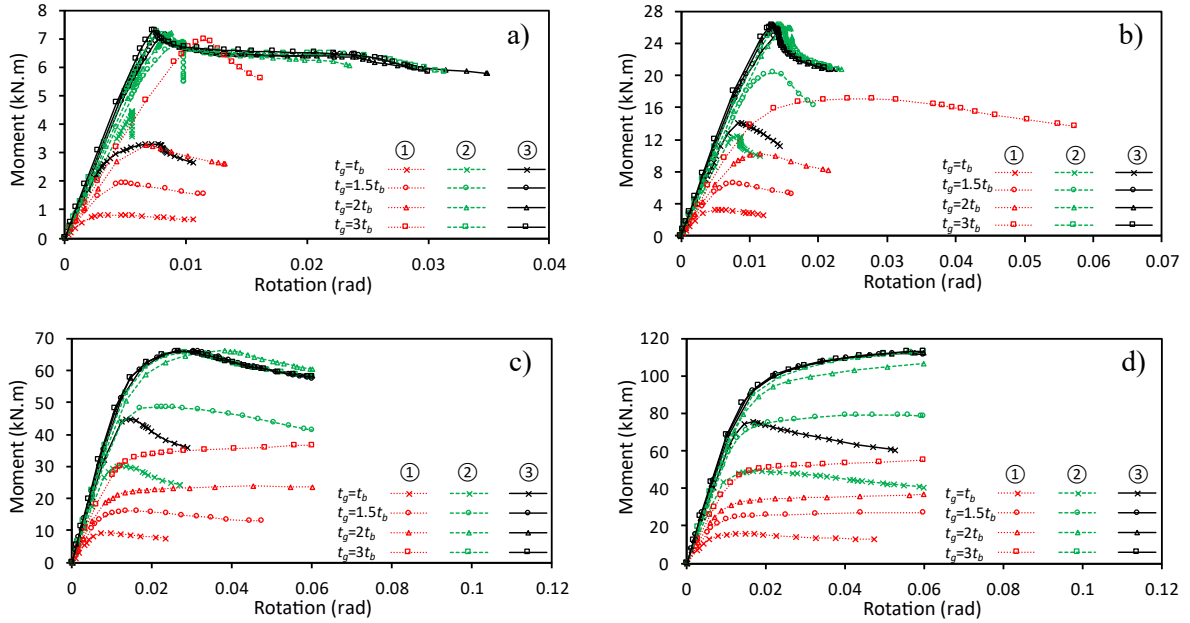 a)
Moment (kN.m)
8
7
6
5
4
3
2
1
0
① ② ③
t_g=t_b
t_g=1.5t_b
t_g=2t_b
t_g=3t_b
0 0.01 0.02 0.03 0.04
Rotation (rad)
b)
Moment (kN.m)
28
24
20
16
12
8
4
0
① ② ③
t_g=t_b
t_g=1.5t_b
t_g=2t_b
t_g=3t_b
0 0.01 0.02 0.03 0.04 0.05 0.06 0.07
Rotation (rad)
c)
Moment (kN.m)
70
60
50
40
30
20
10
0
① ② ③
t_g=t_b
t_g=1.5t_b
t_g=2t_b
t_g=3t_b
0 0.02 0.04 0.06 0.08 0.1 0.12
Rotation (rad)
d)
Moment (kN.m)
120
100
80
60
40
20
0
① ② ③
t_g=t_b
t_g=1.5t_b
t_g=2t_b
t_g=3t_b
0 0.02 0.04 0.06 0.08 0.1 0.12
Rotation (rad)